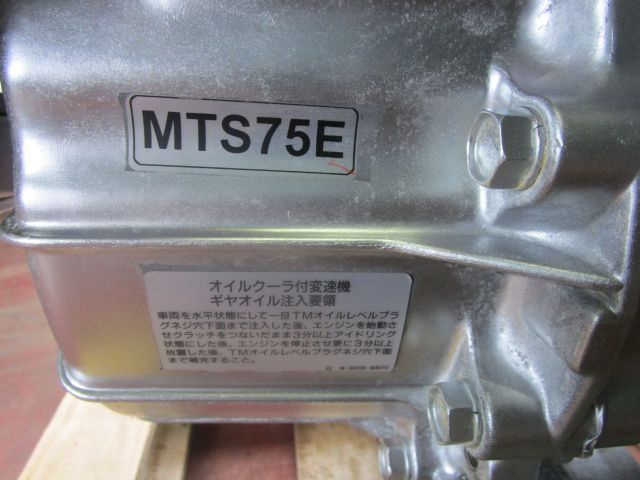 MTS75E
オイルクーラ付変速機
ギヤオイル注入要領
車両を水平状態にして一旦TMオイルレベルプラ
グネジ穴下面まで注入した後、エンジンを始動さ
せクラッチをつないだまま3分以上アイドリング
状態にした後、エンジンを停止させ更に3分以上
放置した後、TMオイルレベルプラグネジ穴下面
まで補充すること。